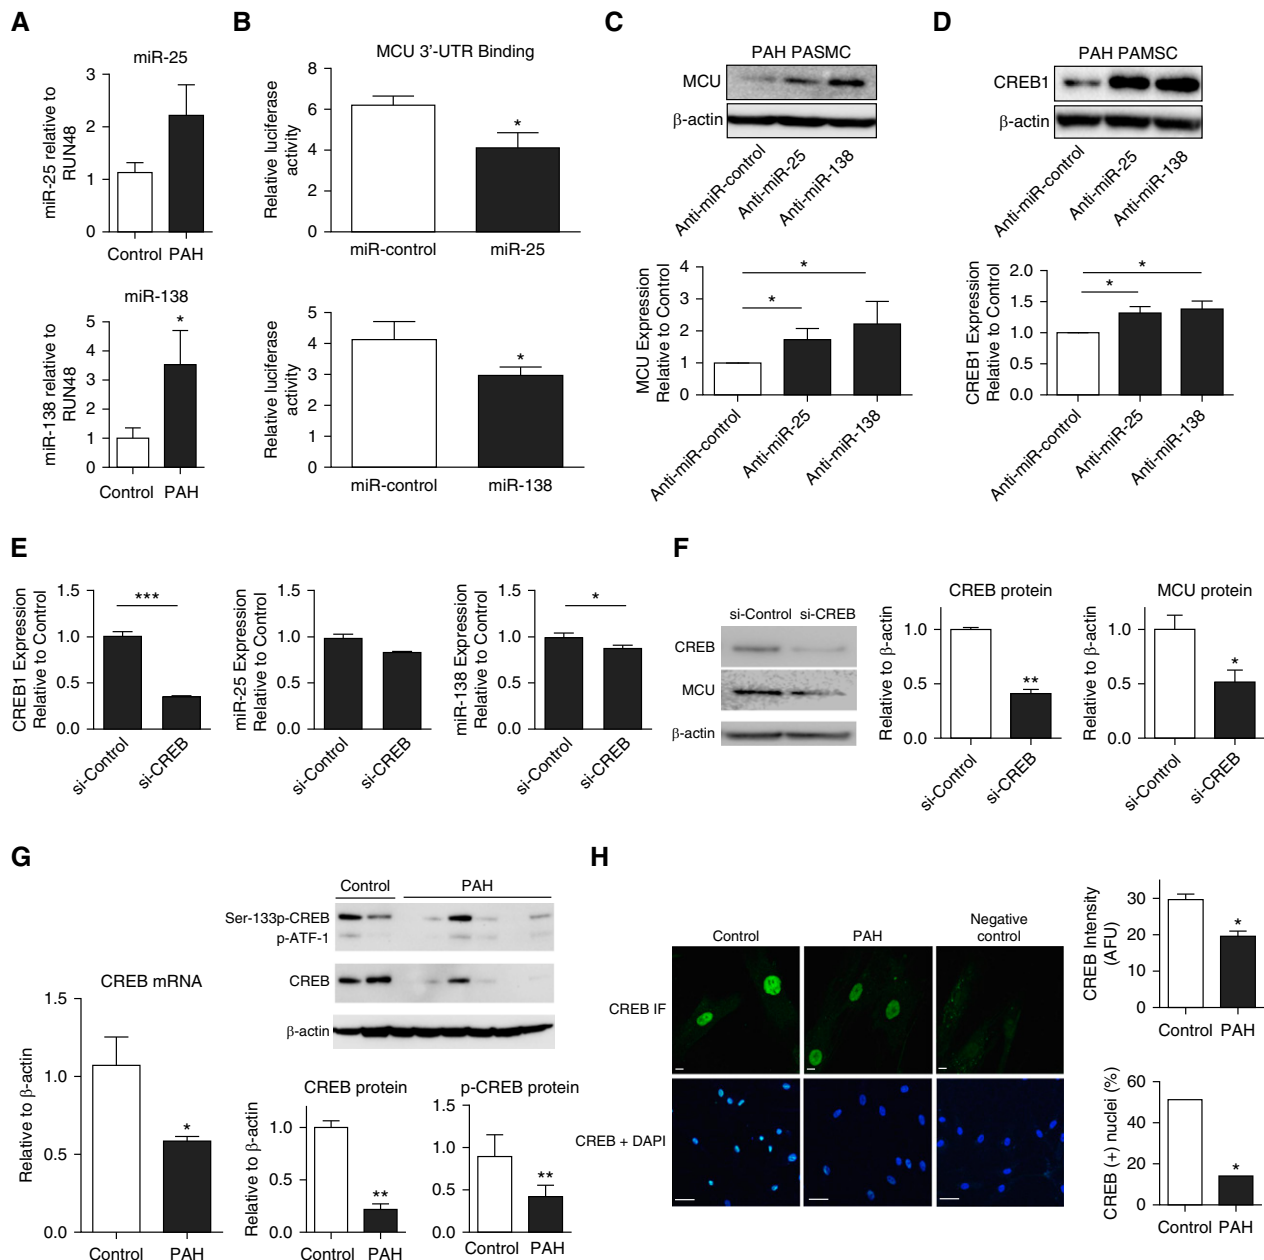 A
miR-25
miR-25 relative to
RUN48
3
2
1
0
Control PAH
miR-138
miR-138 relative to
RUN48
5
4
3
2
1
0
*
Control PAH
B
MCU 3'-UTR Binding
Relative luciferase
activity
8
6
4
2
0
*
miR-control miR-25
Relative luciferase
activity
5
4
3
2
1
0
*
miR-control miR-138
C
PAH PASMC
MCU
β-actin
Anti-miR-control
Anti-miR-25
Anti-miR-138
MCU Expression
Relative to Control
4
3
2
1
0
*
*
Anti-miR-control
Anti-miR-25
Anti-miR-138
D
PAH PAMSC
CREB1
β-actin
Anti-miR-control
Anti-miR-25
Anti-miR-138
CREB1 Expression
Relative to Control
2.0
1.5
1.0
0.5
0.0
*
*
Anti-miR-control
Anti-miR-25
Anti-miR-138
E
CREB1 Expression
Relative to Control
1.5
1.0
0.5
0.0
***
si-Control
si-CREB
miR-25 Expression
Relative to Control
1.5
1.0
0.5
0.0
si-Control
si-CREB
miR-138 Expression
Relative to Control
1.5
1.0
0.5
0.0
*
si-Control
si-CREB
F
si-Control si-CREB
CREB
MCU
β-actin
CREB protein
Relative to β-actin
1.0
0.5
0.0
**
si-Control
si-CREB
MCU protein
Relative to β-actin
1.0
0.5
0.0
*
si-Control
si-CREB
G
CREB mRNA
Relative to β-actin
1.5
1.0
0.5
0.0
*
Control PAH
Control PAH
Ser-133p-CREB
p-ATF-1
CREB
β-actin
CREB protein
Relative to β-actin
1.0
0.5
0.0
**
Control PAH
p-CREB protein
1.5
1.0
0.5
0.0
**
Control PAH
H
Control
PAH
Negative
control
CREB IF
CREB + DAPI
CREB Intensity
(AFU)
30
20
10
0
*
Control PAH
CREB (+) nuclei (%)
60
40
20
0
*
Control PAH